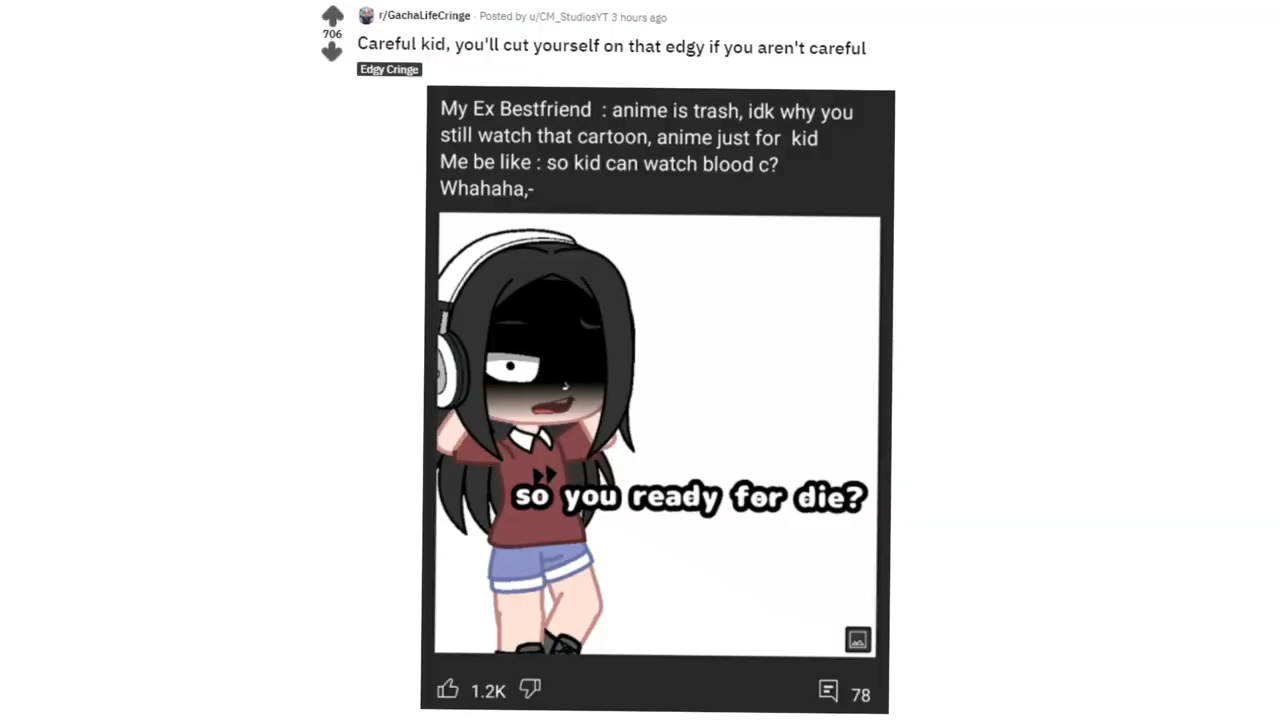 r/GachaLifeCringe · Posted by u/CM_StudiosYT 3 hours ago
706
Careful kid, you'll cut yourself on that edgy if you aren't careful
Edgy Cringe
My Ex Bestfriend : anime is trash, idk why you
still watch that cartoon, anime just for kid
Me be like : so kid can watch blood c?
Whahaha,-
so you ready for die?
1.2K
78